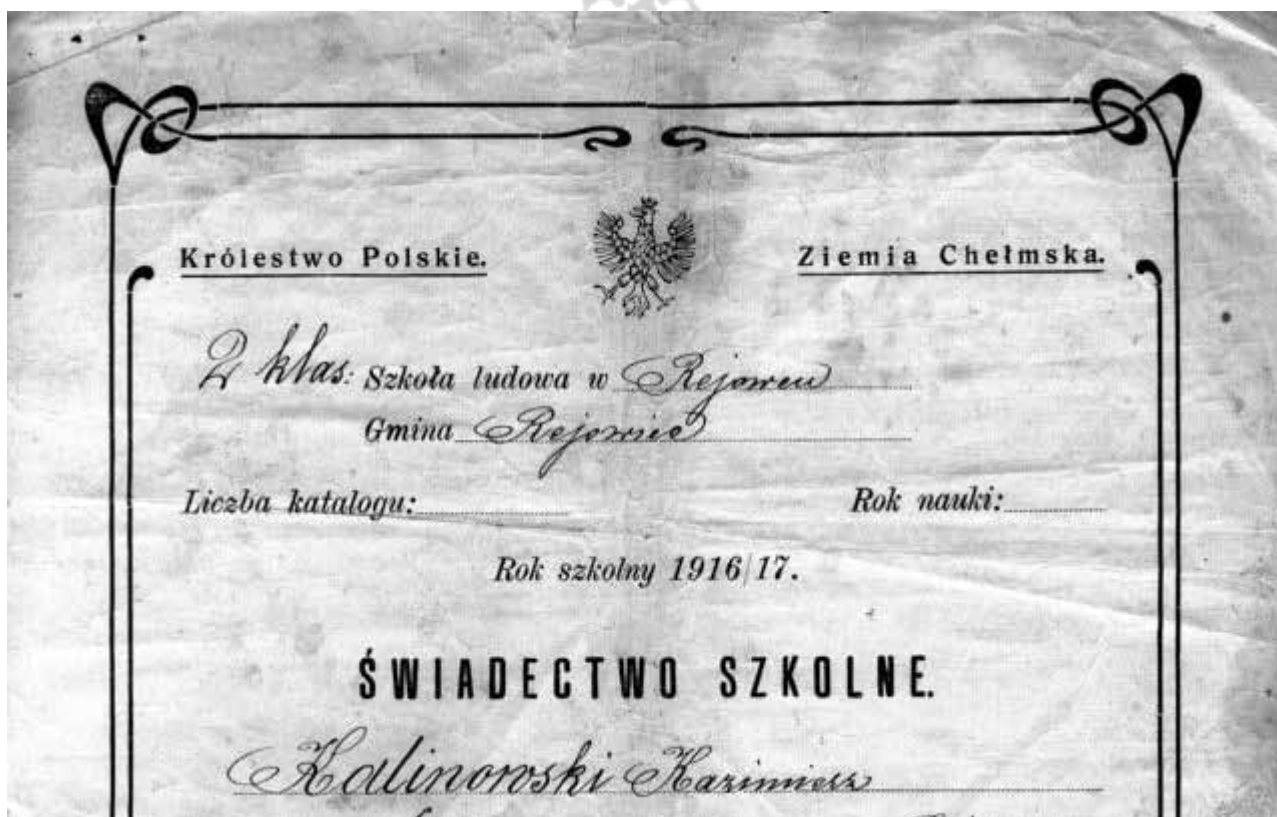 Królestwo Polskie.
Ziemia Chełmska.
2 klas: Szkoła ludowa w Rejowcu
Gmina Rejowiec
Liczba katalogu:
Rok nauki:
Rok szkolny 1916/17.
ŚWIADECTWO SZKOLNE.
Kalinowski Kazimierz